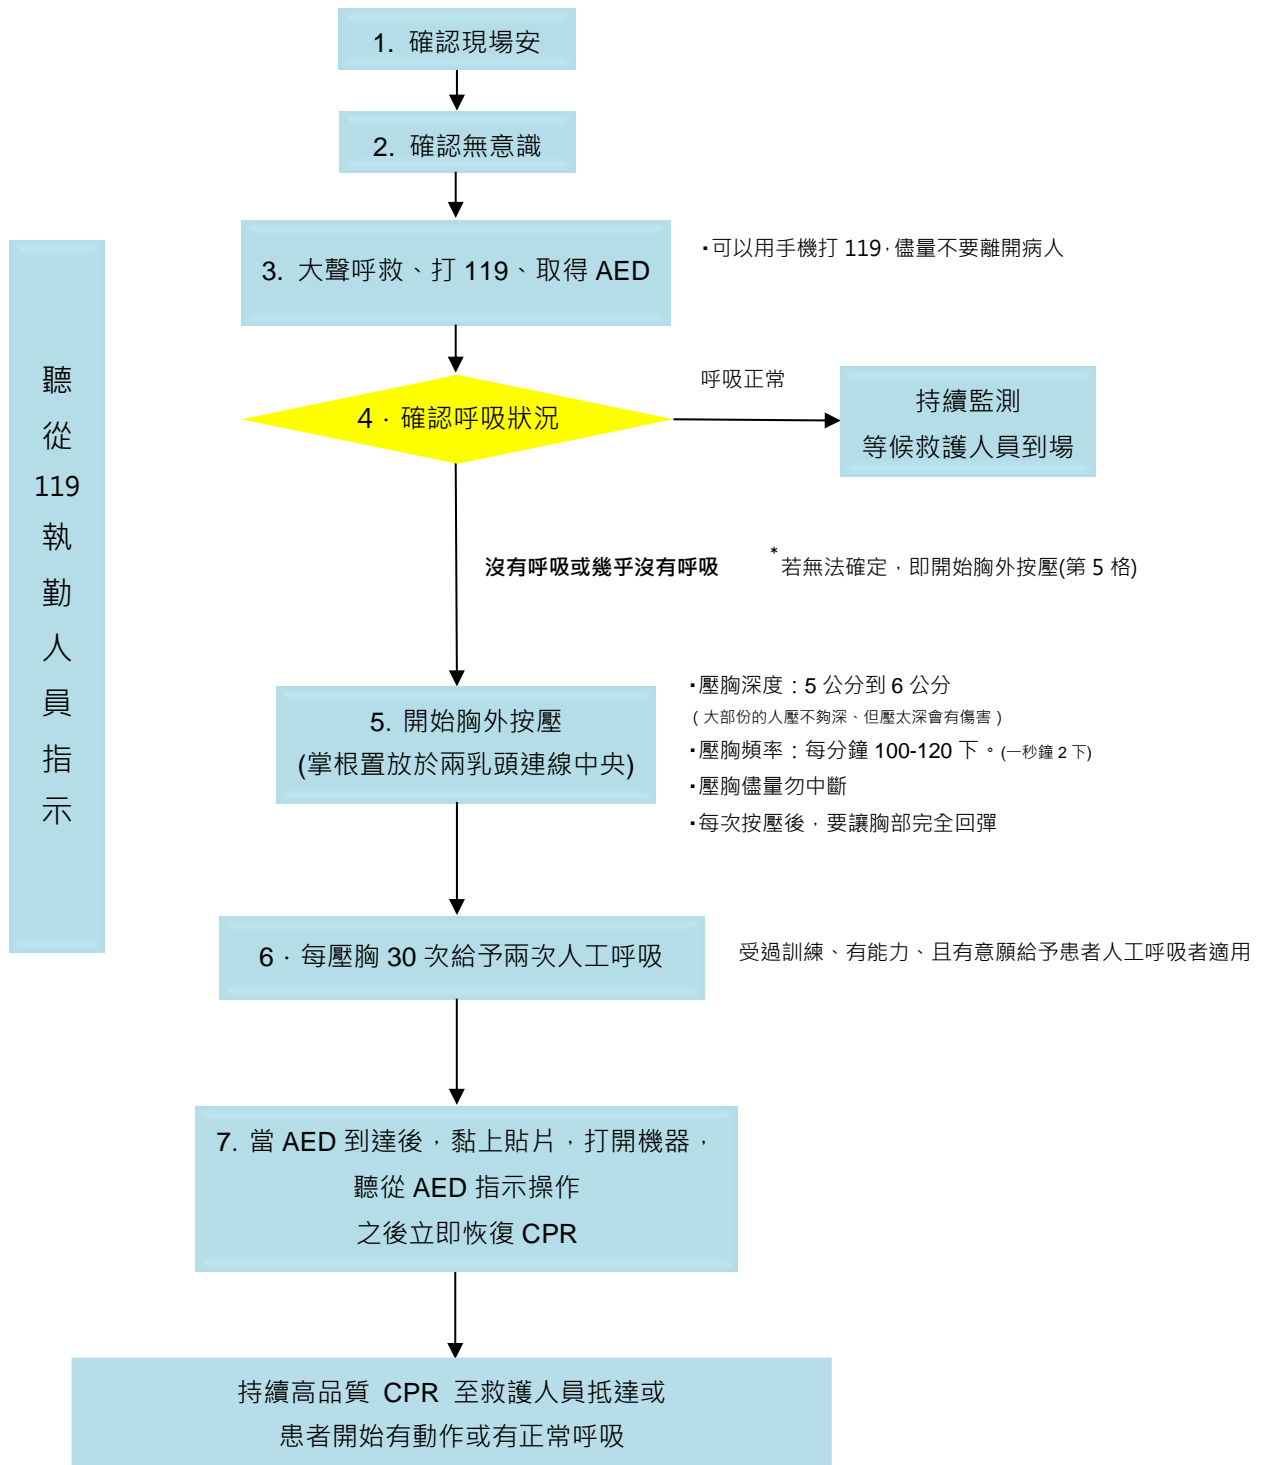 1. 確認現場安
2. 確認無意識
3. 大聲呼救、打 119、取得 AED
・可以用手機打 119，儘量不要離開病人
聽
從
119
執
勤
人
員
指
示
4．確認呼吸狀況
呼吸正常
持續監測
等候救護人員到場
沒有呼吸或幾乎沒有呼吸
*若無法確定，即開始胸外按壓(第 5 格)
5. 開始胸外按壓
(掌根置放於兩乳頭連線中央)
・壓胸深度：5 公分到 6 公分
（大部份的人壓不夠深、但壓太深會有傷害）
・壓胸頻率：每分鐘 100-120 下。(一秒鐘 2 下)
・壓胸儘量勿中斷
・每次按壓後，要讓胸部完全回彈
6．每壓胸 30 次給予兩次人工呼吸
受過訓練、有能力、且有意願給予患者人工呼吸者適用
7. 當 AED 到達後，黏上貼片，打開機器，
聽從 AED 指示操作
之後立即恢復 CPR
持續高品質 CPR 至救護人員抵達或
患者開始有動作或有正常呼吸